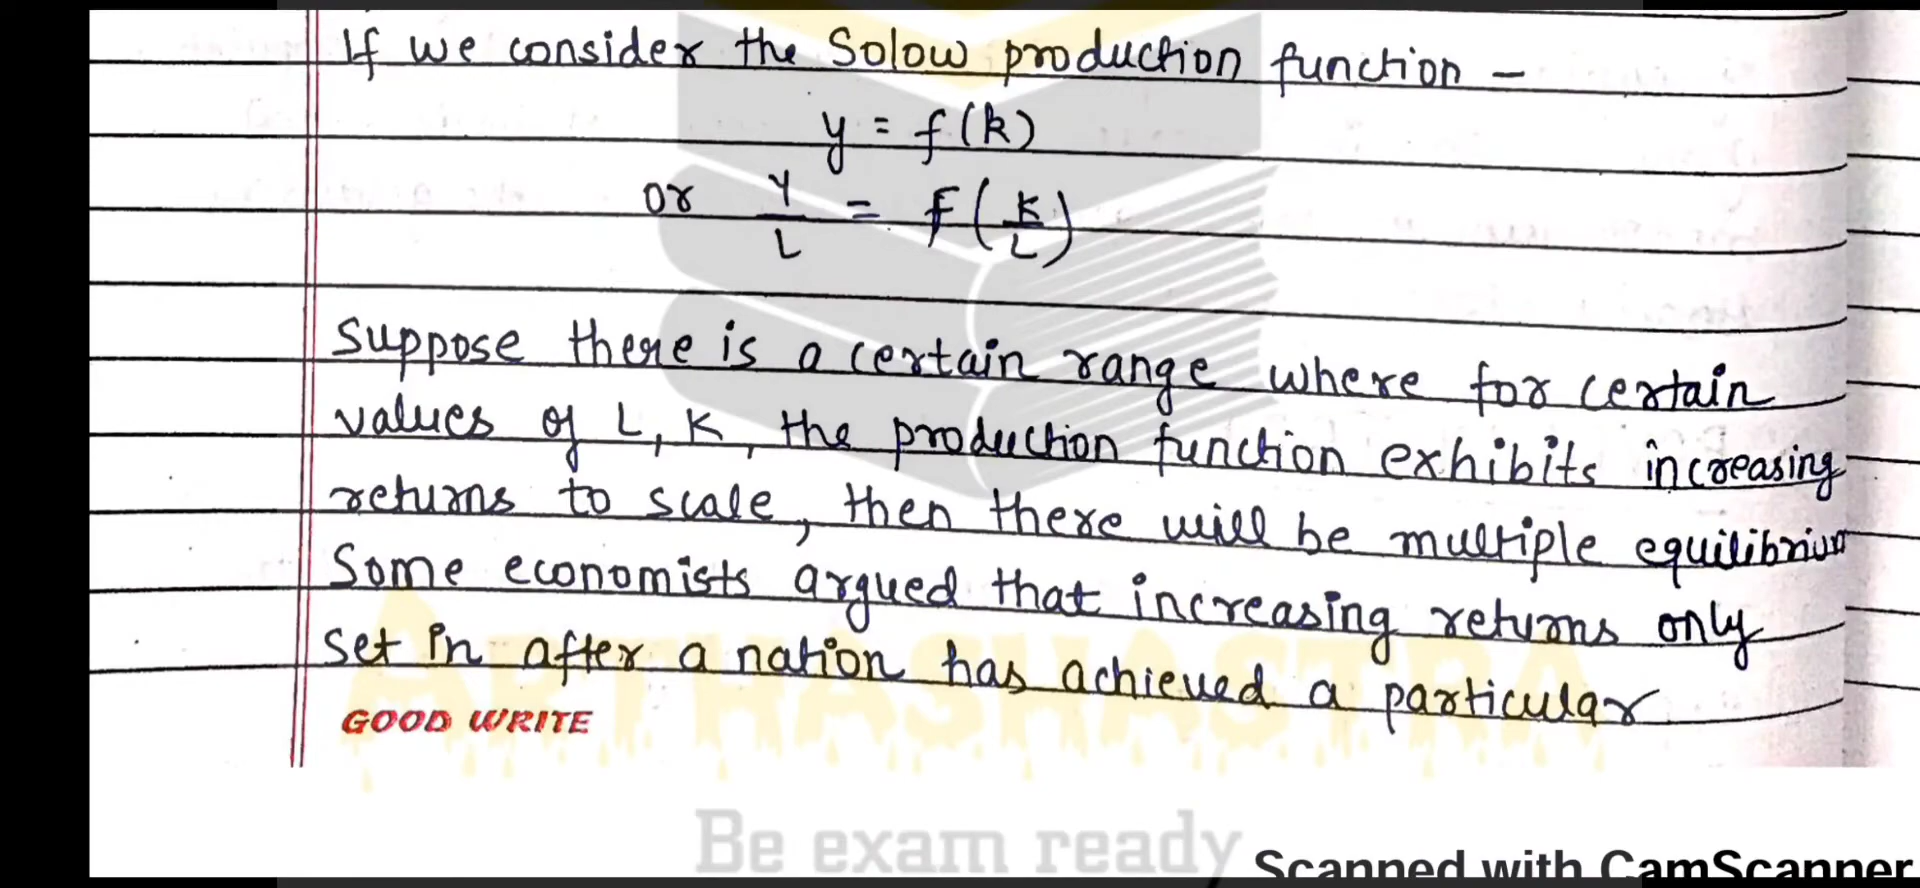 If we consider the Solow production function –
y = f(k)
or Y/L = F(K/L)
Suppose there is a certain range where for certain
values of L, K, the production function exhibits increasing
returns to scale, then there will be multiple equilibrium
Some economists argued that increasing returns only
set in after a nation has achieved a particular
GOOD WRITE
ARTHASHASTRA
Be exam ready
Scanned with CamScanner